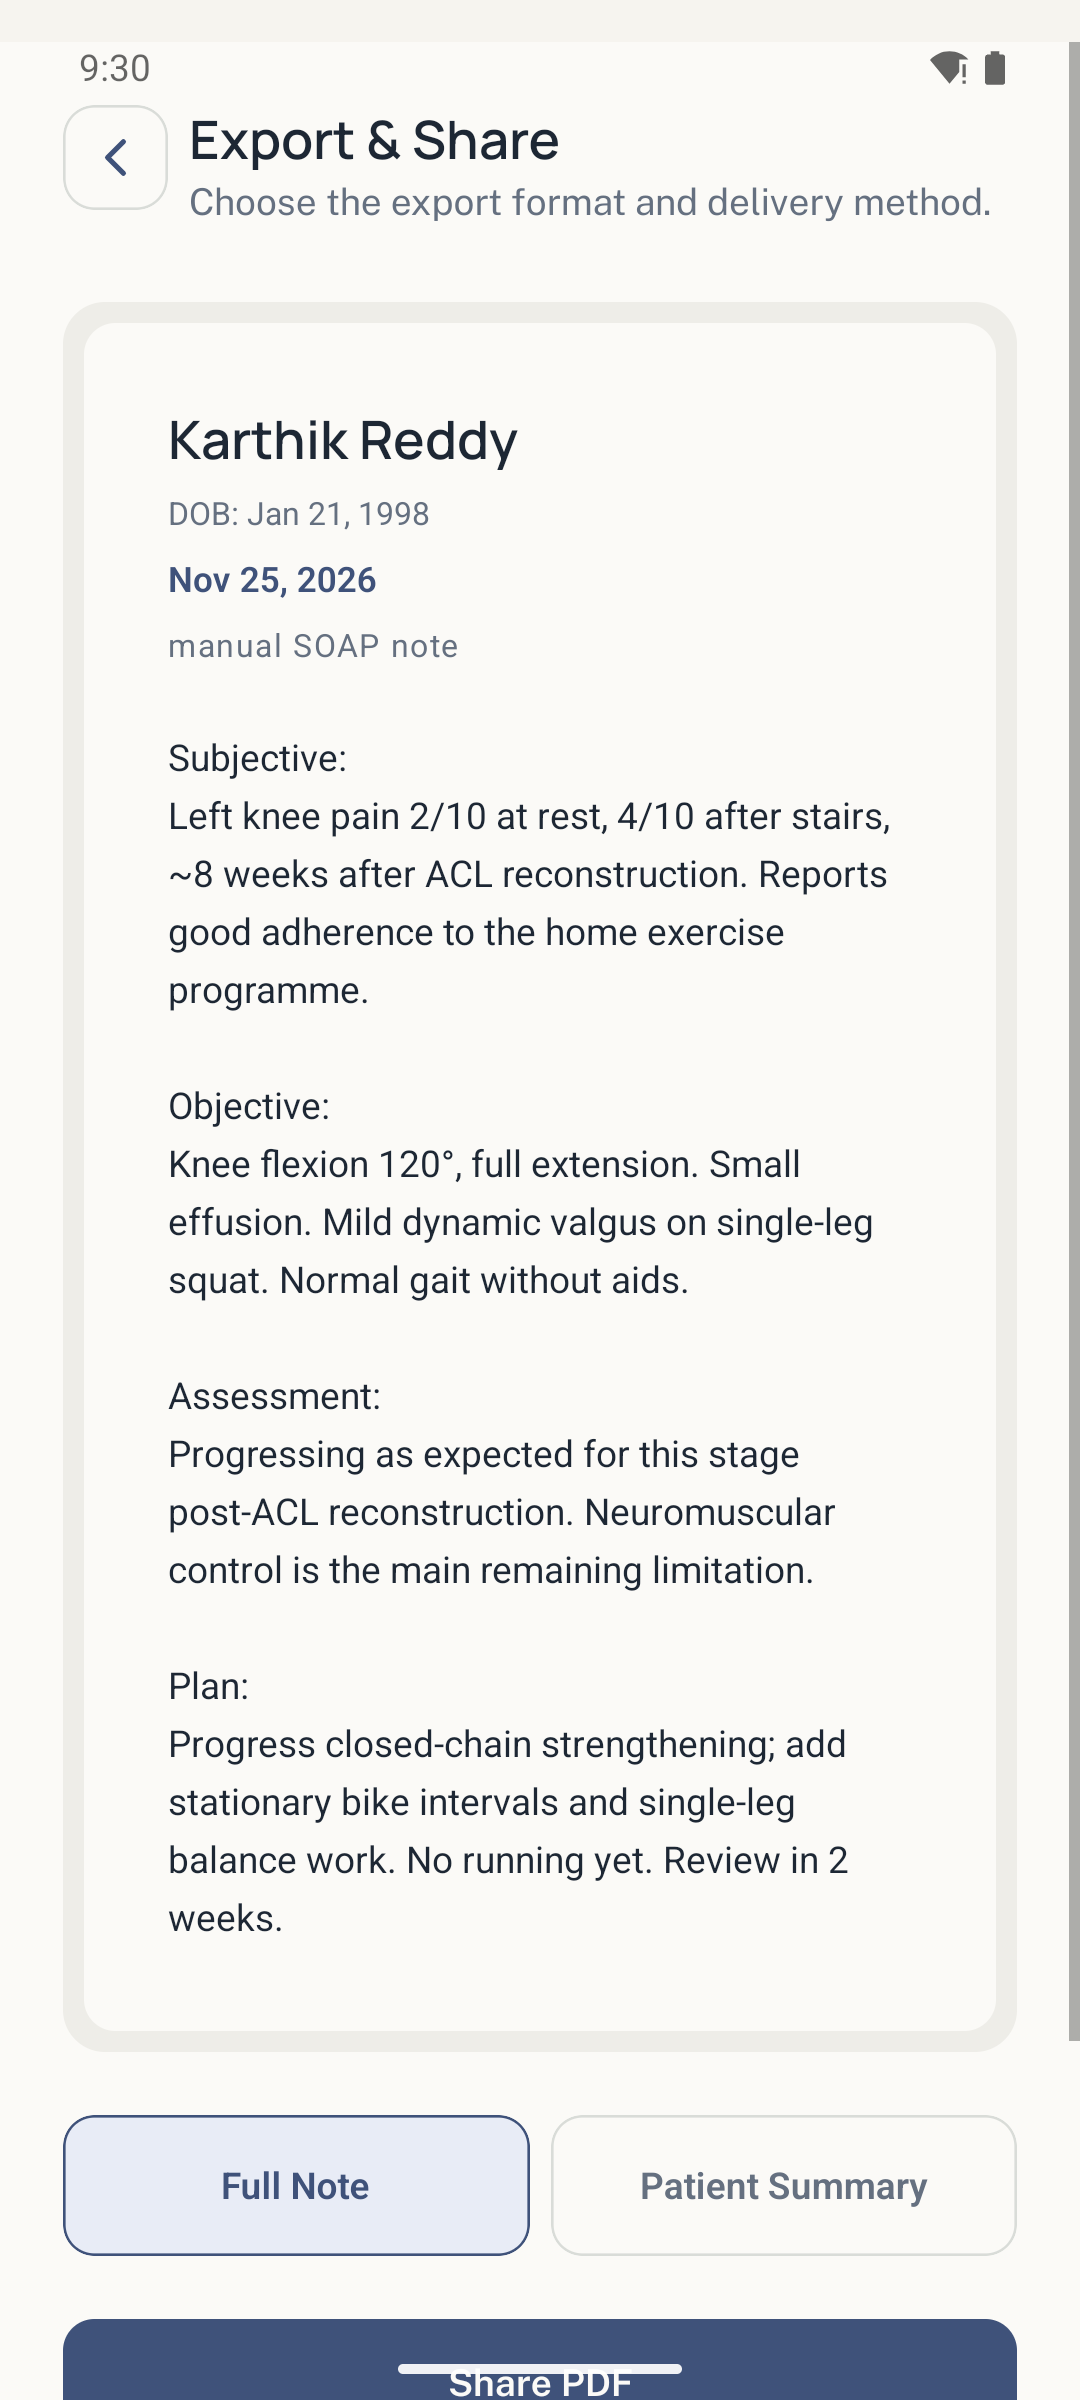 9:30
Export & Share
Choose the export format and delivery method.
Karthik Reddy
DOB: Jan 21, 1998
Nov 25, 2026
manual SOAP note
Subjective:
Left knee pain 2/10 at rest, 4/10 after stairs,
~8 weeks after ACL reconstruction. Reports
good adherence to the home exercise
programme.
Objective:
Knee flexion 120°, full extension. Small
effusion. Mild dynamic valgus on single-leg
squat. Normal gait without aids.
Assessment:
Progressing as expected for this stage
post-ACL reconstruction. Neuromuscular
control is the main remaining limitation.
Plan:
Progress closed-chain strengthening; add
stationary bike intervals and single-leg
balance work. No running yet. Review in 2
weeks.
Full Note
Patient Summary
Share PDF